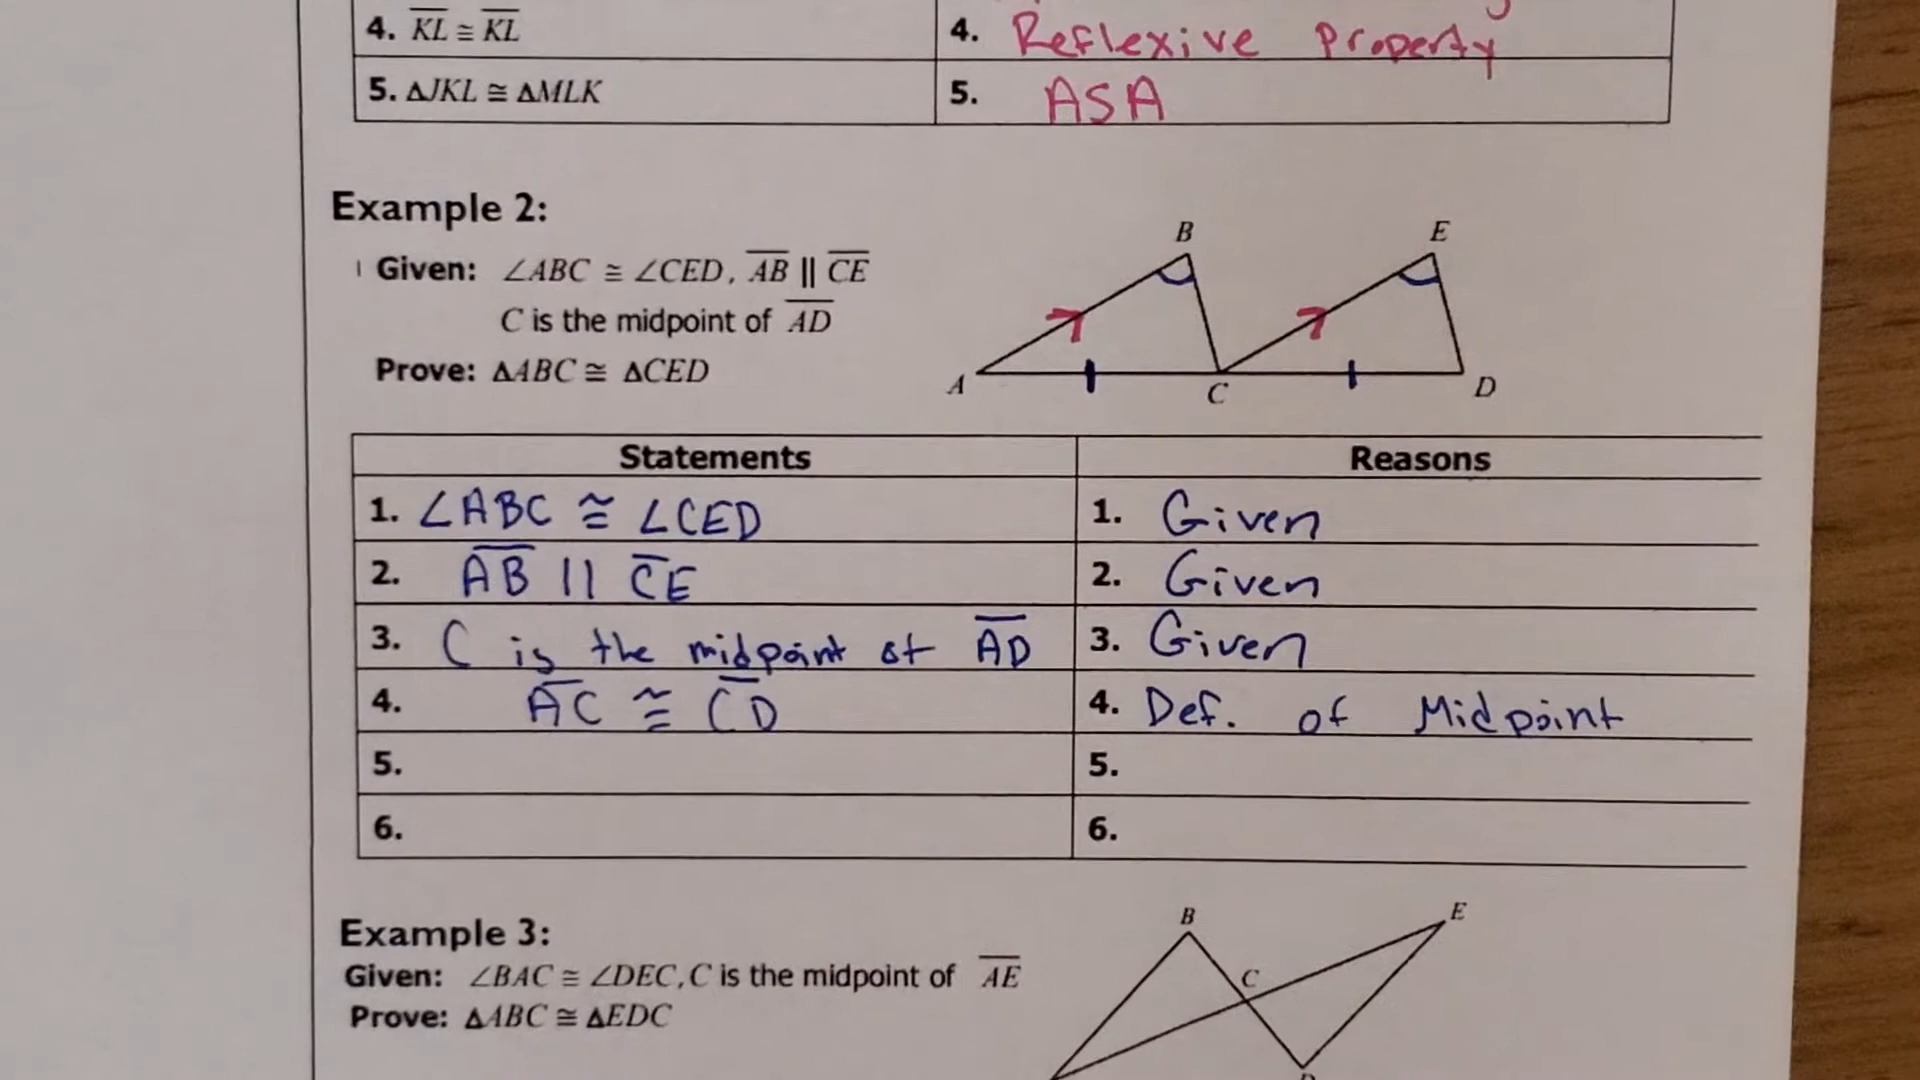 4. KL ≅ KL 4. Reflexive Property
5. ΔJKL ≅ ΔMLK 5. ASA
Example 2:
Given: ∠ABC ≅ ∠CED, AB || CE
C is the midpoint of AD
Prove: ΔABC ≅ ΔCED
B E
A C D
Statements Reasons
1. ∠ABC ≅ ∠CED 1. Given
2. AB || CE 2. Given
3. C is the midpoint of AD 3. Given
4. AC ≅ CD 4. Def. of Midpoint
5. 5.
6. 6.
Example 3:
Given: ∠BAC ≅ ∠DEC, C is the midpoint of AE
Prove: ΔABC ≅ ΔEDC
B E
C